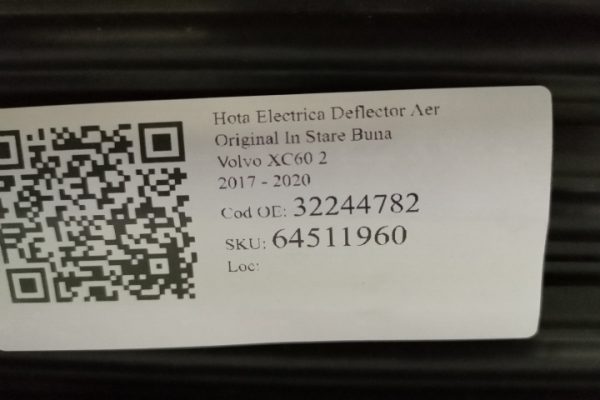 Hota Electrica Deflector Aer
Original In Stare Buna
Volvo XC60 2
2017 - 2020
Cod OE: 32244782
SKU: 64511960
Loc: